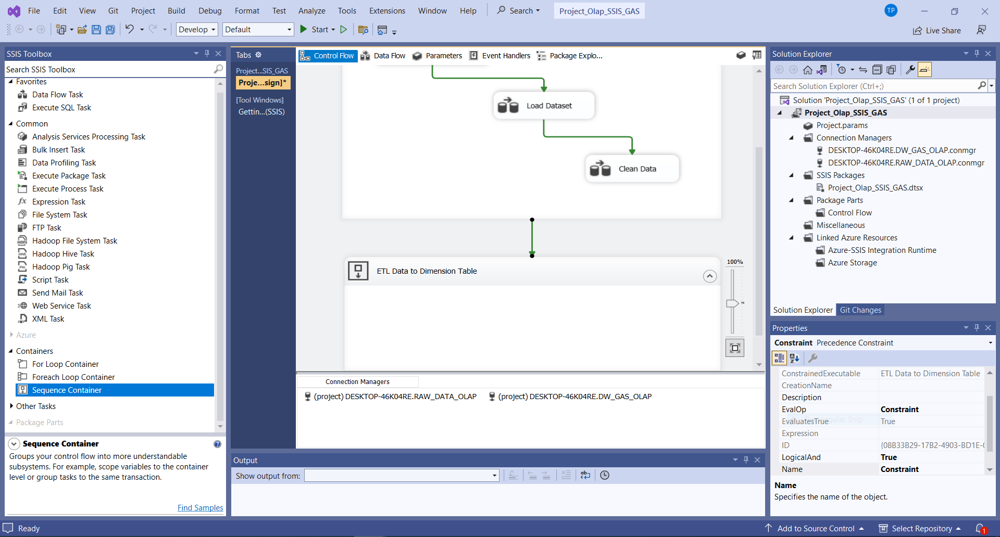 File Edit View Git Project Build Debug Format Test Analyze Tools Extensions Window Help Search Project_Olap_SSIS_GAS TP
Develop Default Start Live Share
SSIS Toolbox
Search SSIS Toolbox
Favorites
Data Flow Task
Execute SQL Task
Common
Analysis Services Processing Task
Bulk Insert Task
Data Profiling Task
Execute Package Task
Execute Process Task
Expression Task
File System Task
FTP Task
Hadoop File System Task
Hadoop Hive Task
Hadoop Pig Task
Script Task
Send Mail Task
Web Service Task
XML Task
Azure
Containers
For Loop Container
Foreach Loop Container
Sequence Container
Other Tasks
Package Parts
Sequence Container
Groups your control flow into more understandable
subsystems. For example, scope variables to the container
level or group tasks to the same transaction.
Find Samples
Tabs
Project...SIS_GAS
Proje...sign]*
[Tool Windows]
Gettin...(SSIS)
Control Flow Data Flow Parameters Event Handlers Package Explo...
Load Dataset
Clean Data
ETL Data to Dimension Table
100%
Connection Managers
(project) DESKTOP-46K04RE.RAW_DATA_OLAP (project) DESKTOP-46K04RE.DW_GAS_OLAP
Output
Show output from:
Solution Explorer
Search Solution Explorer (Ctrl+;)
Solution 'Project_Olap_SSIS_GAS' (1 of 1 project)
Project_Olap_SSIS_GAS
Project.params
Connection Managers
DESKTOP-46K04RE.DW_GAS_OLAP.conmgr
DESKTOP-46K04RE.RAW_DATA_OLAP.conmgr
SSIS Packages
Project_Olap_SSIS_GAS.dtsx
Package Parts
Control Flow
Miscellaneous
Linked Azure Resources
Azure-SSIS Integration Runtime
Azure Storage
Solution Explorer Git Changes
Properties
Constraint Precedence Constraint
ConstrainedExecutable ETL Data to Dimension Table
CreationName
Description
EvalOp Constraint
EvaluatesTrue True
Expression
ID {08B33B29-17B2-4903-BD1E-
LogicalAnd True
Name Constraint
Name
Specifies the name of the object.
Ready Add to Source Control Select Repository 1